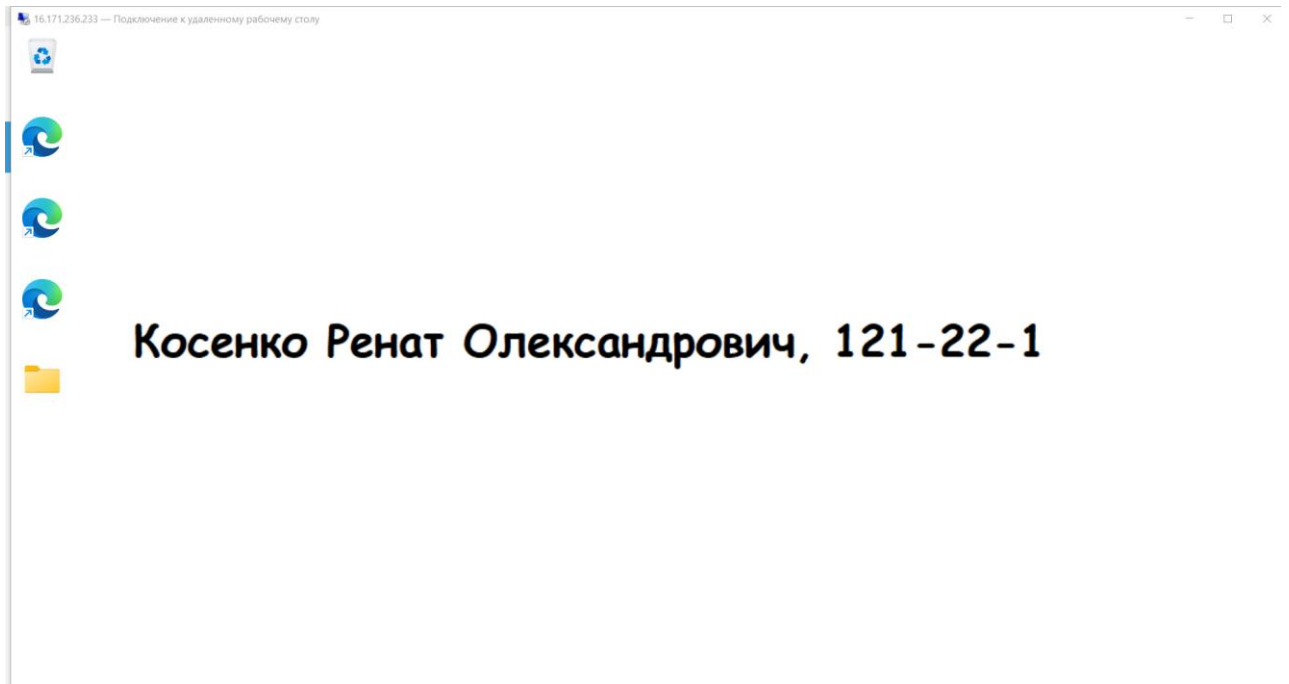 16.171.236.233 — Подключение к удаленному рабочему столу
Косенко Ренат Олександрович, 121-22-1